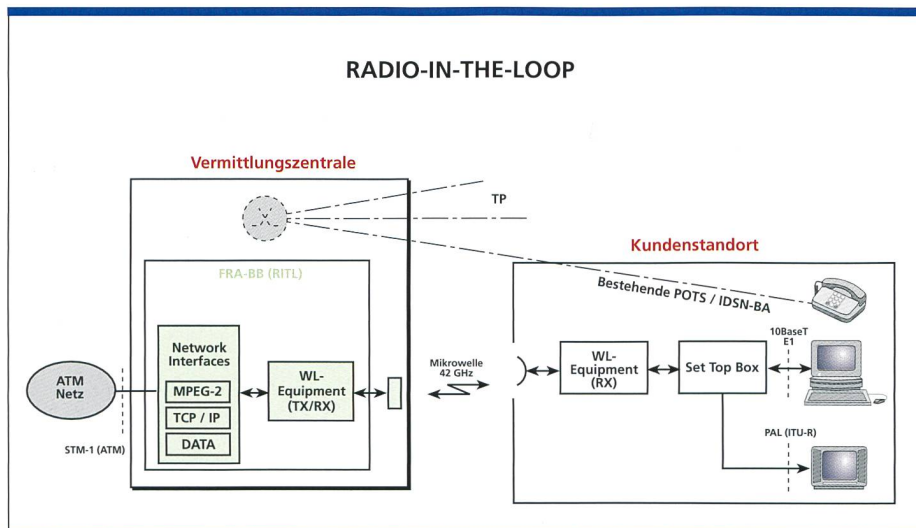 RADIO-IN-THE-LOOP
Vermittlungszentrale
TP
Kundenstandort
FRA-BB (RITL)
Bestehende POTS / IDSN-BA
Network
Interfaces
MPEG-2
TCP / IP
DATA
WL-
Equipment
(TX/RX)
ATM
Netz
STM-1 (ATM)
Mikrowelle
42 GHz
WL-
Equipment
(RX)
Set Top Box
10BaseT
E1
PAL (ITU-R)